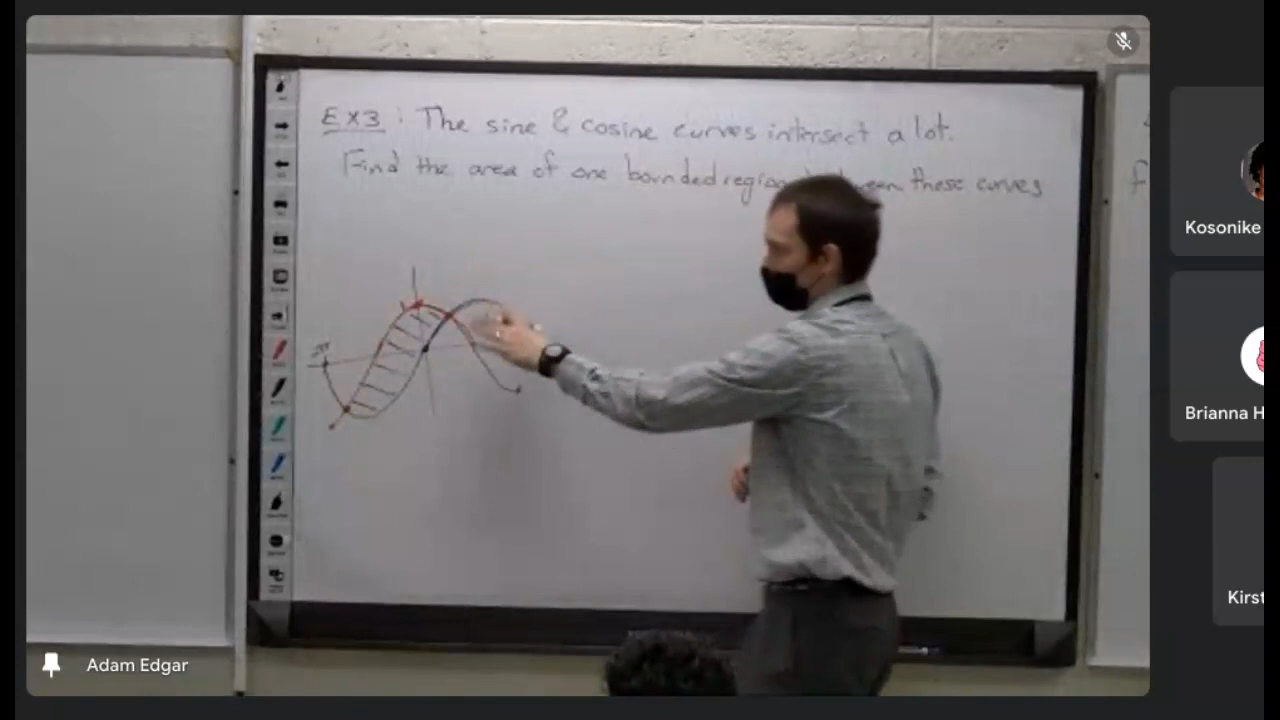 EX3 : The sine & cosine curves intersect a lot.
Find the area of one bounded region between these curves
f
Kosonike
Brianna H
Kirst
Adam Edgar